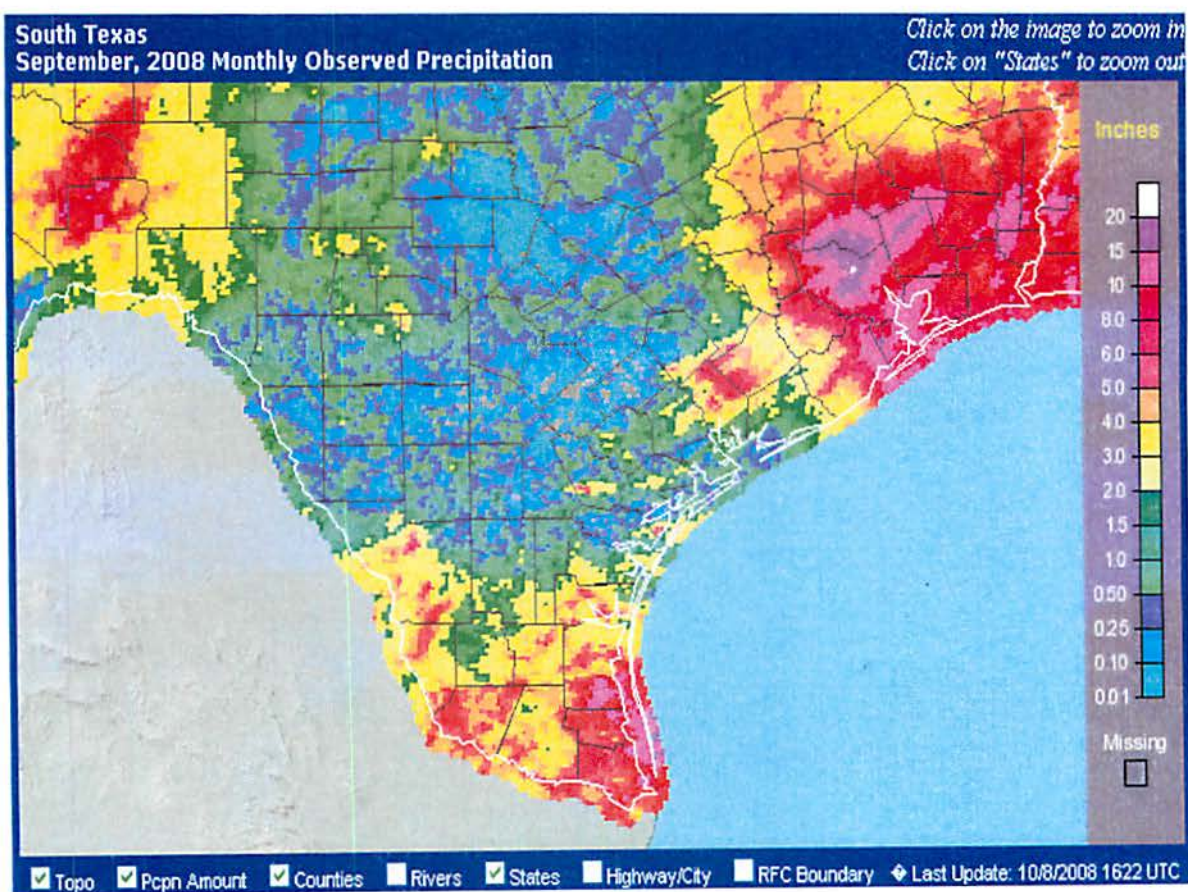 South Texas
September, 2008 Monthly Observed Precipitation
Click on the image to zoom in
Click on "States" to zoom out
Inches
20
15
10
8.0
6.0
5.0
4.0
3.0
2.0
1.5
1.0
0.50
0.25
0.10
0.01
Missing
Topo Pcpn Amount Counties Rivers States Highway/City RFC Boundary Last Update: 10/8/2008 1622 UTC